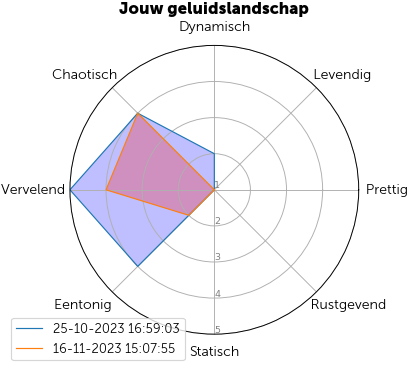 Jouw geluidslandschap
Dynamisch
Chaotisch
Levendig
Vervelend
1
Prettig
2
3
Eentonig
4
Rustgevend
25-10-2023 16:59:03
5
16-11-2023 15:07:55
Statisch